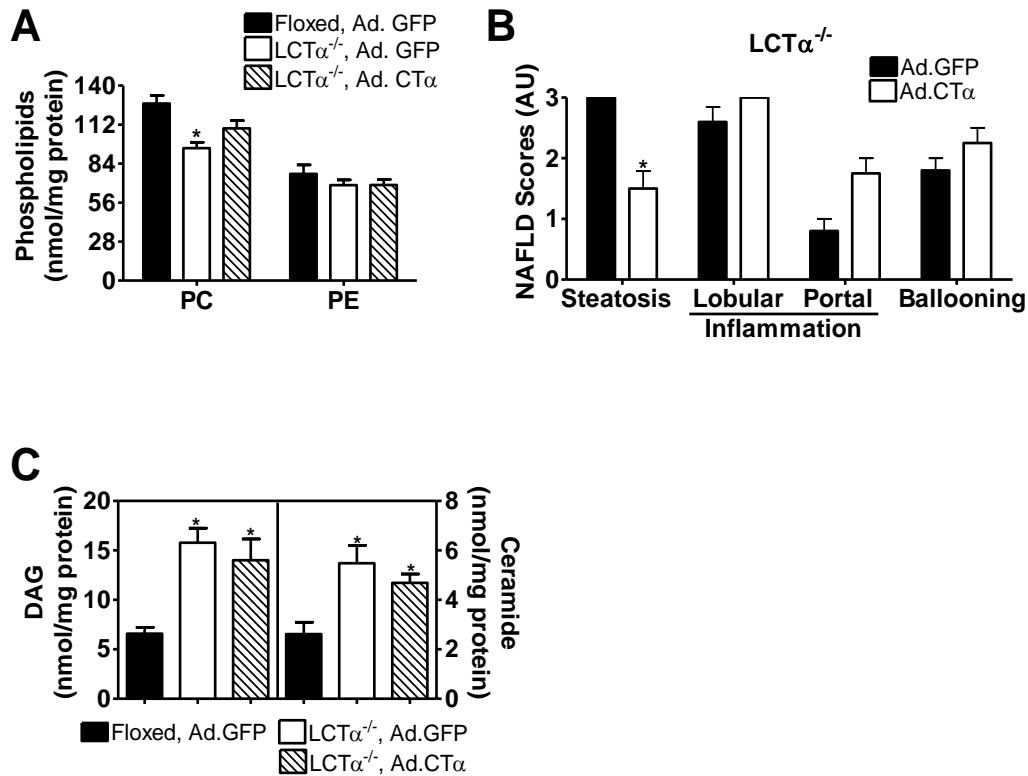 A
Floxed, Ad. GFP
LCTα-/-, Ad. GFP
LCTα-/-, Ad. CTα
Phospholipids
(nmol/mg protein)
140
112
84
56
28
0
*
PC PE
B
LCTα-/-
Ad.GFP
Ad.CTα
NAFLD Scores (AU)
3
2
1
0
*
Steatosis Lobular Portal Ballooning
Inflammation
C
DAG
(nmol/mg protein)
20
15
10
5
0
* *
* *
8
6
4
2
0
Ceramide
(nmol/mg protein)
Floxed, Ad.GFP LCTα-/-, Ad.GFP
LCTα-/-, Ad.CTα